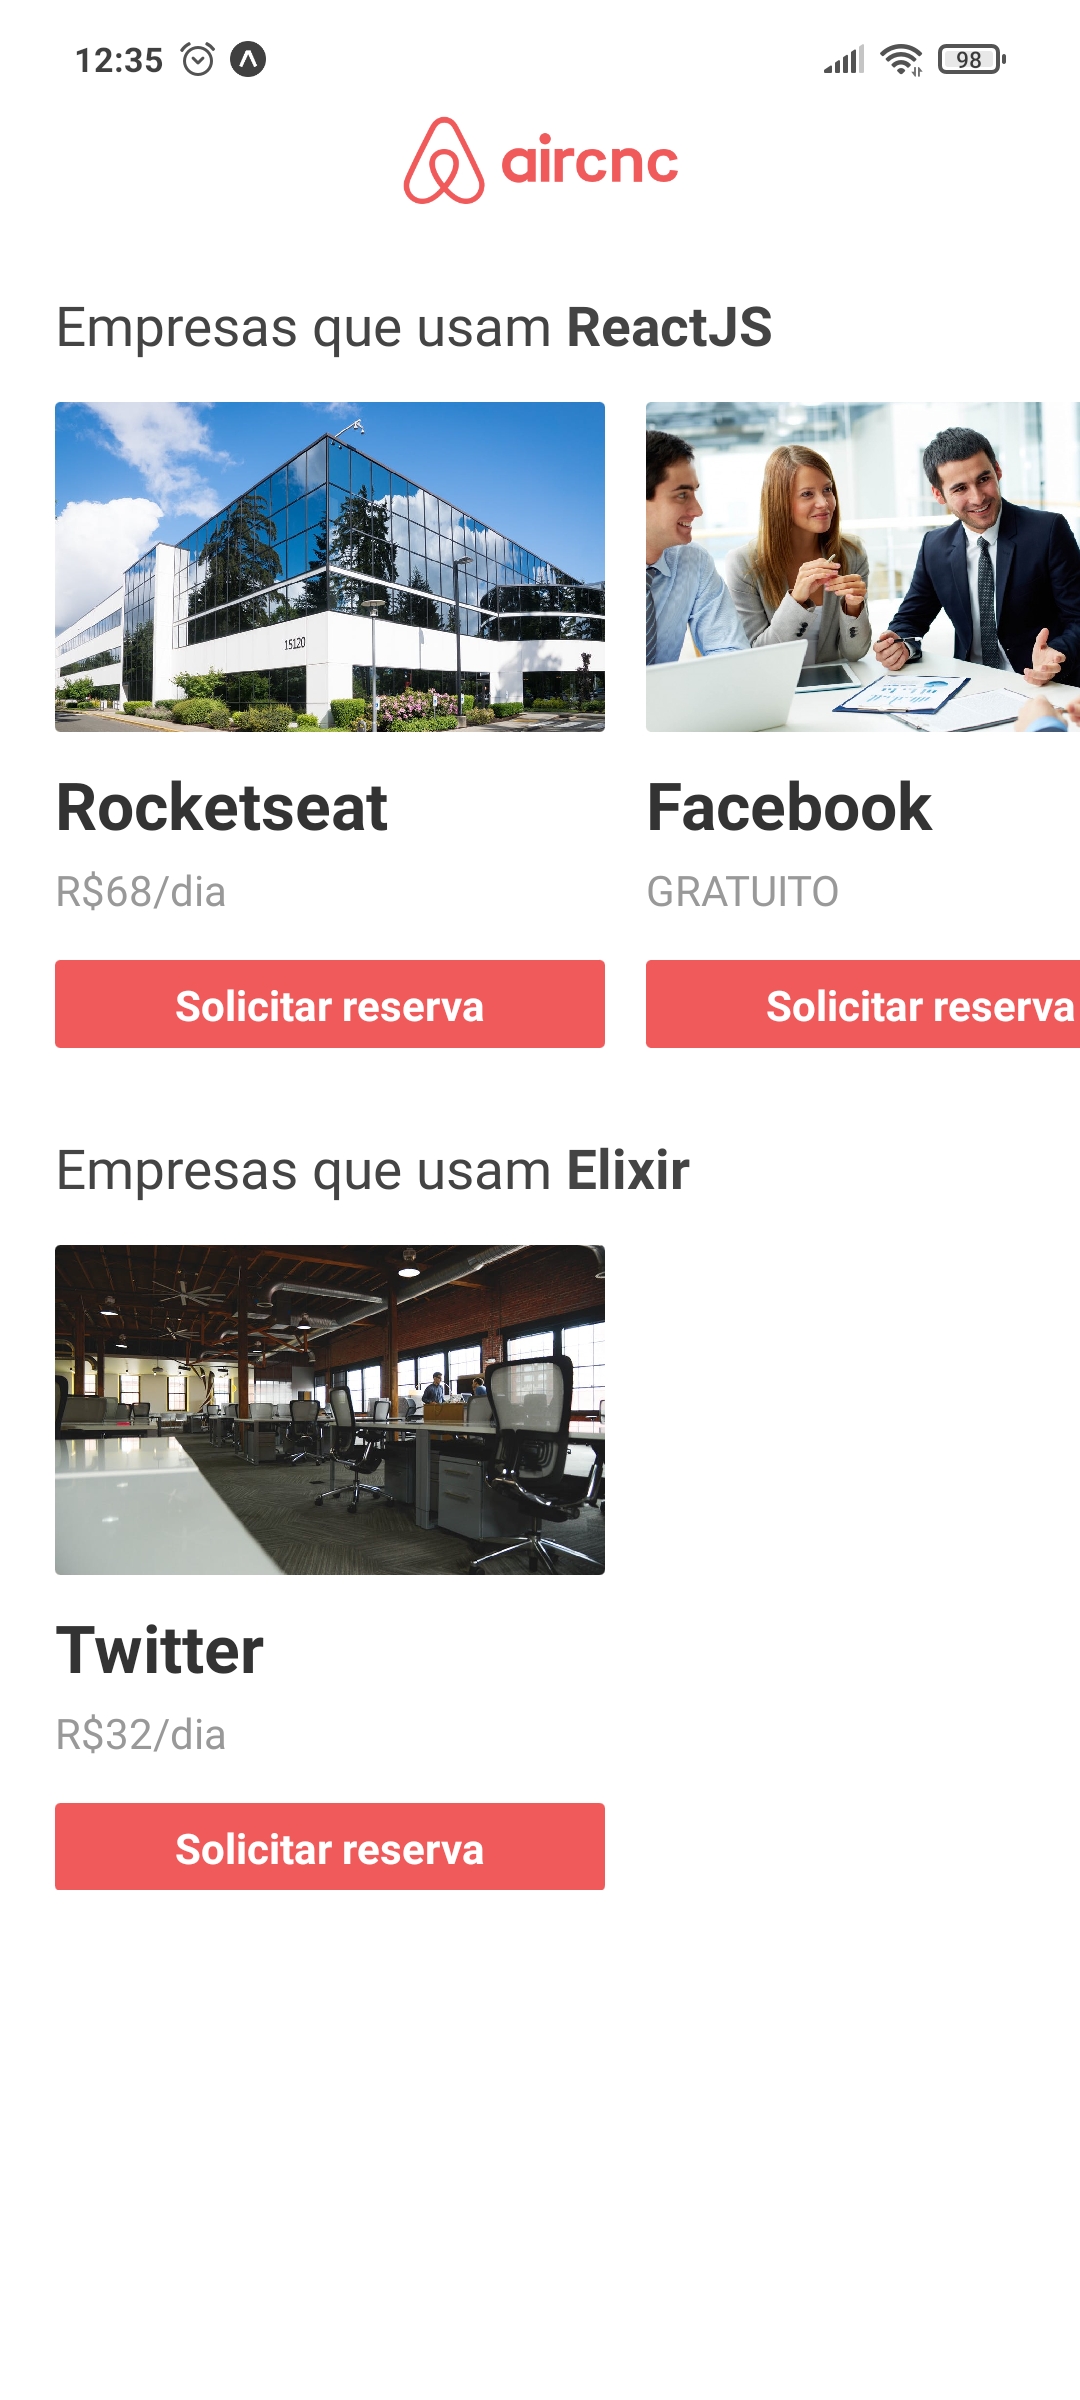 12:35
98
aircnc
Empresas que usam ReactJS
15120
Rocketseat
Facebook
R$68/dia
GRATUITO
Solicitar reserva
Solicitar reserva
Empresas que usam Elixir
Twitter
R$32/dia
Solicitar reserva